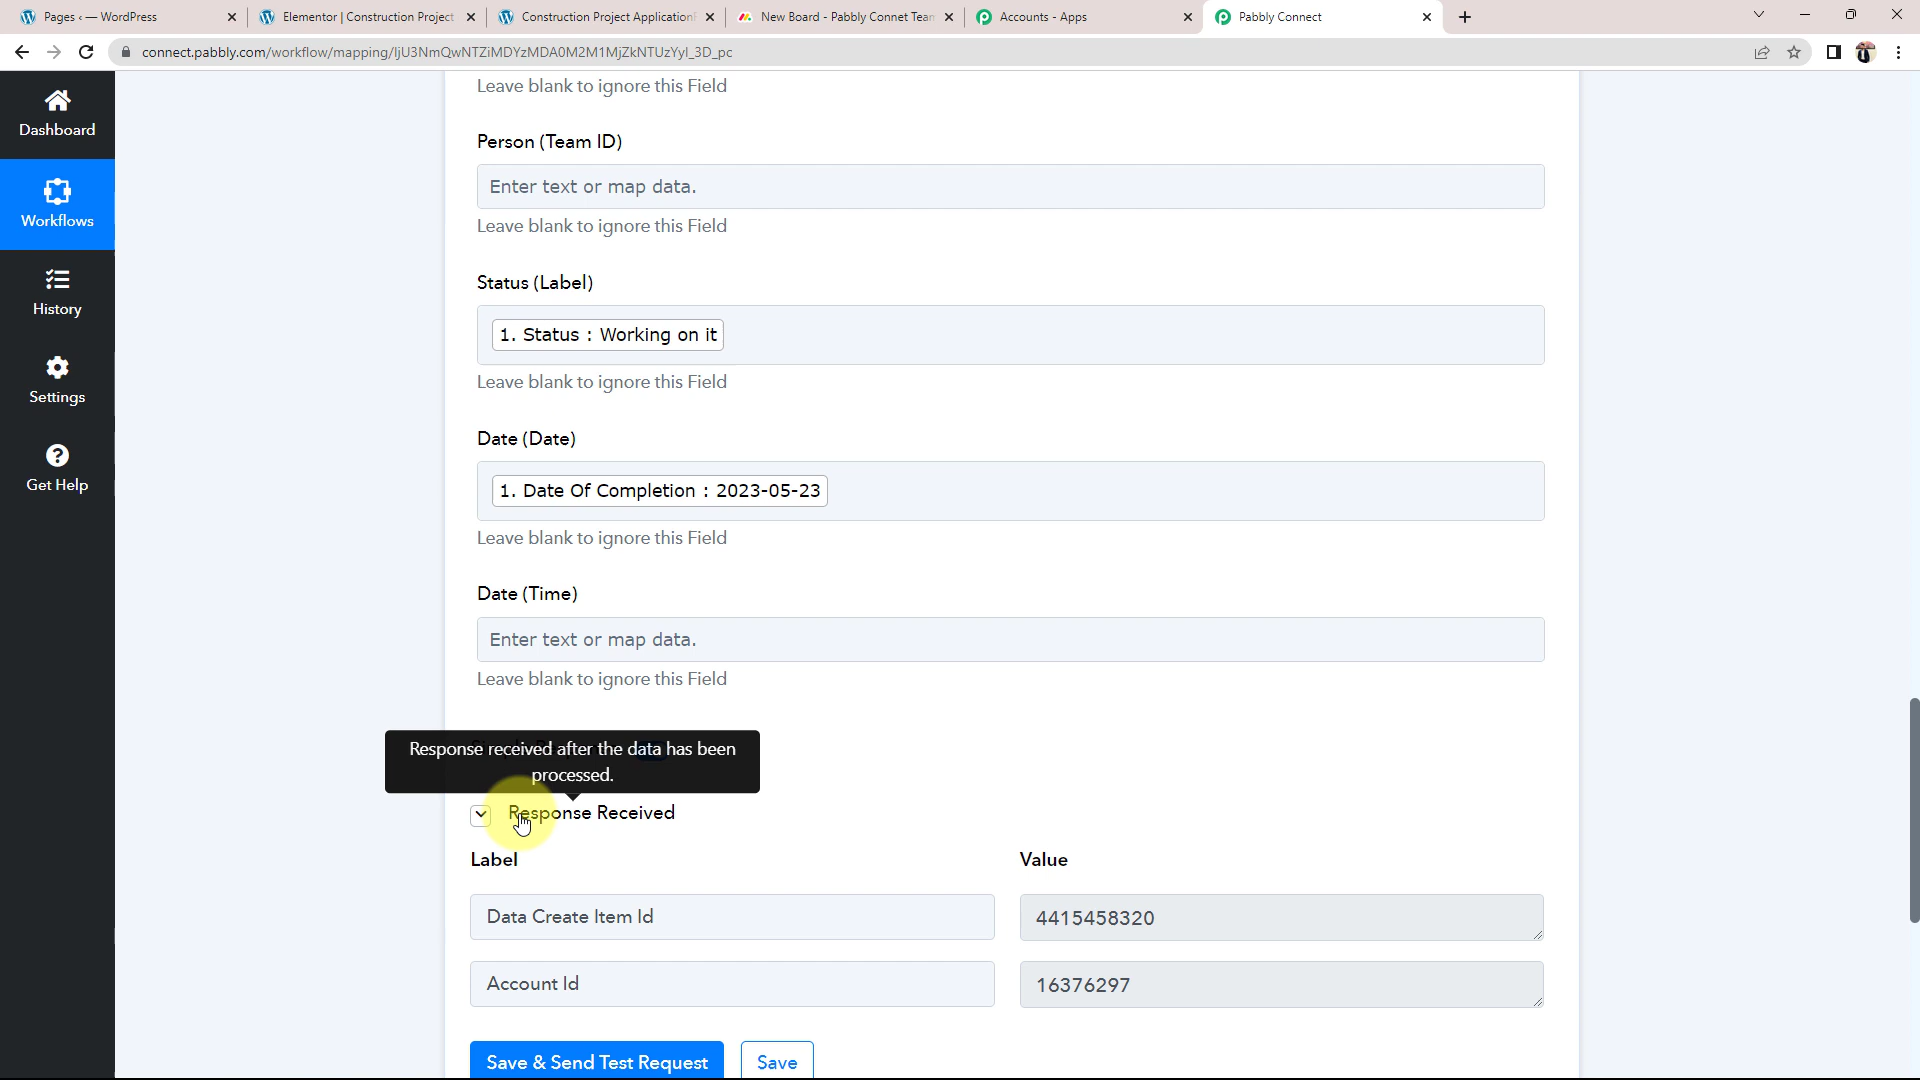 Pages ‹ — WordPress
Elementor | Construction Project
Construction Project Application
New Board - Pabbly Connet Tean
Accounts - Apps
Pabbly Connect
connect.pabbly.com/workflow/mapping/IjU3NmQwNTZiMDYzMDA0M2M1MjZkNTUzYyI_3D_pc
Dashboard
Workflows
History
Settings
Get Help
Leave blank to ignore this Field
Person (Team ID)
Enter text or map data.
Leave blank to ignore this Field
Status (Label)
1. Status : Working on it
Leave blank to ignore this Field
Date (Date)
1. Date Of Completion : 2023-05-23
Leave blank to ignore this Field
Date (Time)
Enter text or map data.
Leave blank to ignore this Field
Response received after the data has been
processed.
Response Received
Label
Value
Data Create Item Id
4415458320
Account Id
16376297
Save & Send Test Request
Save